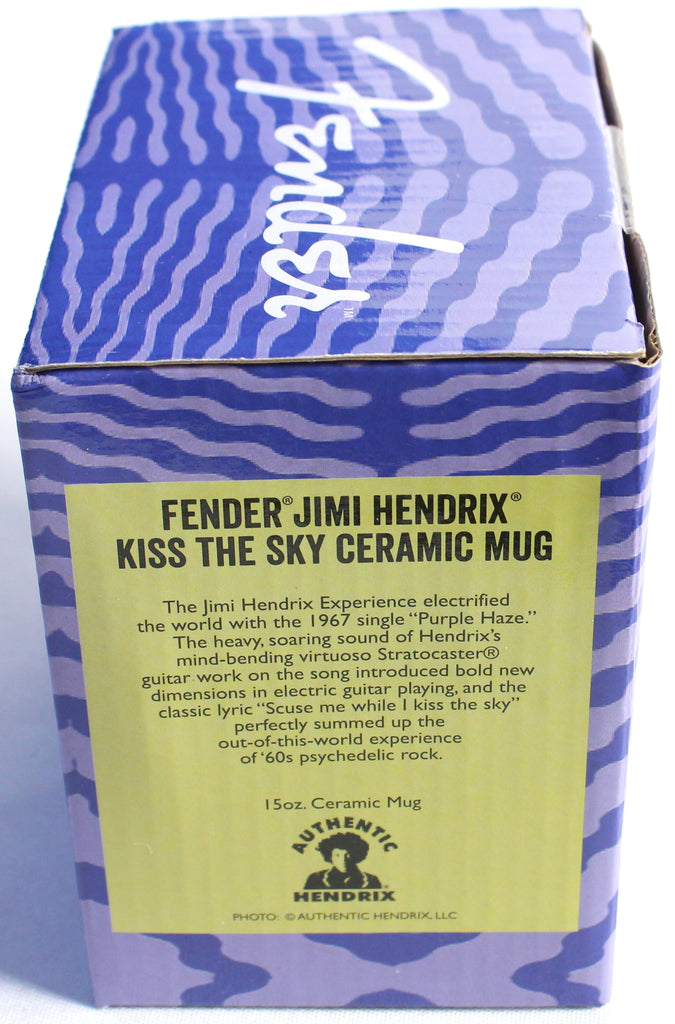 Fender™
FENDER® JIMI HENDRIX®
KISS THE SKY CERAMIC MUG
The Jimi Hendrix Experience electrified
the world with the 1967 single “Purple Haze.”
The heavy, soaring sound of Hendrix's
mind-bending virtuoso Stratocaster®
guitar work on the song introduced bold new
dimensions in electric guitar playing, and the
classic lyric “Scuse me while I kiss the sky”
perfectly summed up the
out-of-this-world experience
of ‘60s psychedelic rock.
15oz. Ceramic Mug
AUTHENTIC
HENDRIX
PHOTO: © AUTHENTIC HENDRIX, LLC